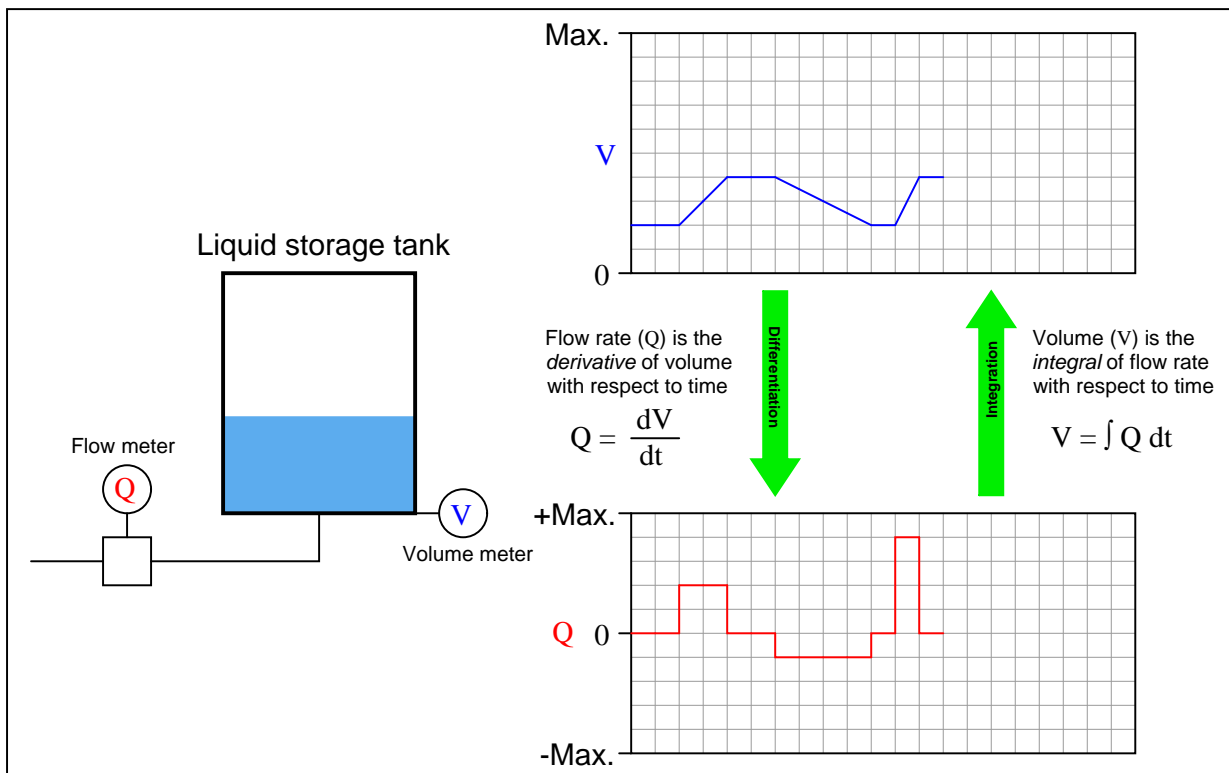 Max.
V
0
Liquid storage tank
Flow meter
Q
V
Volume meter
Flow rate (Q) is the
derivative of volume
with respect to time
Q = dV
dt
Differentiation
Integration
Volume (V) is the
integral of flow rate
with respect to time
V = ∫ Q dt
+Max.
Q 0
-Max.